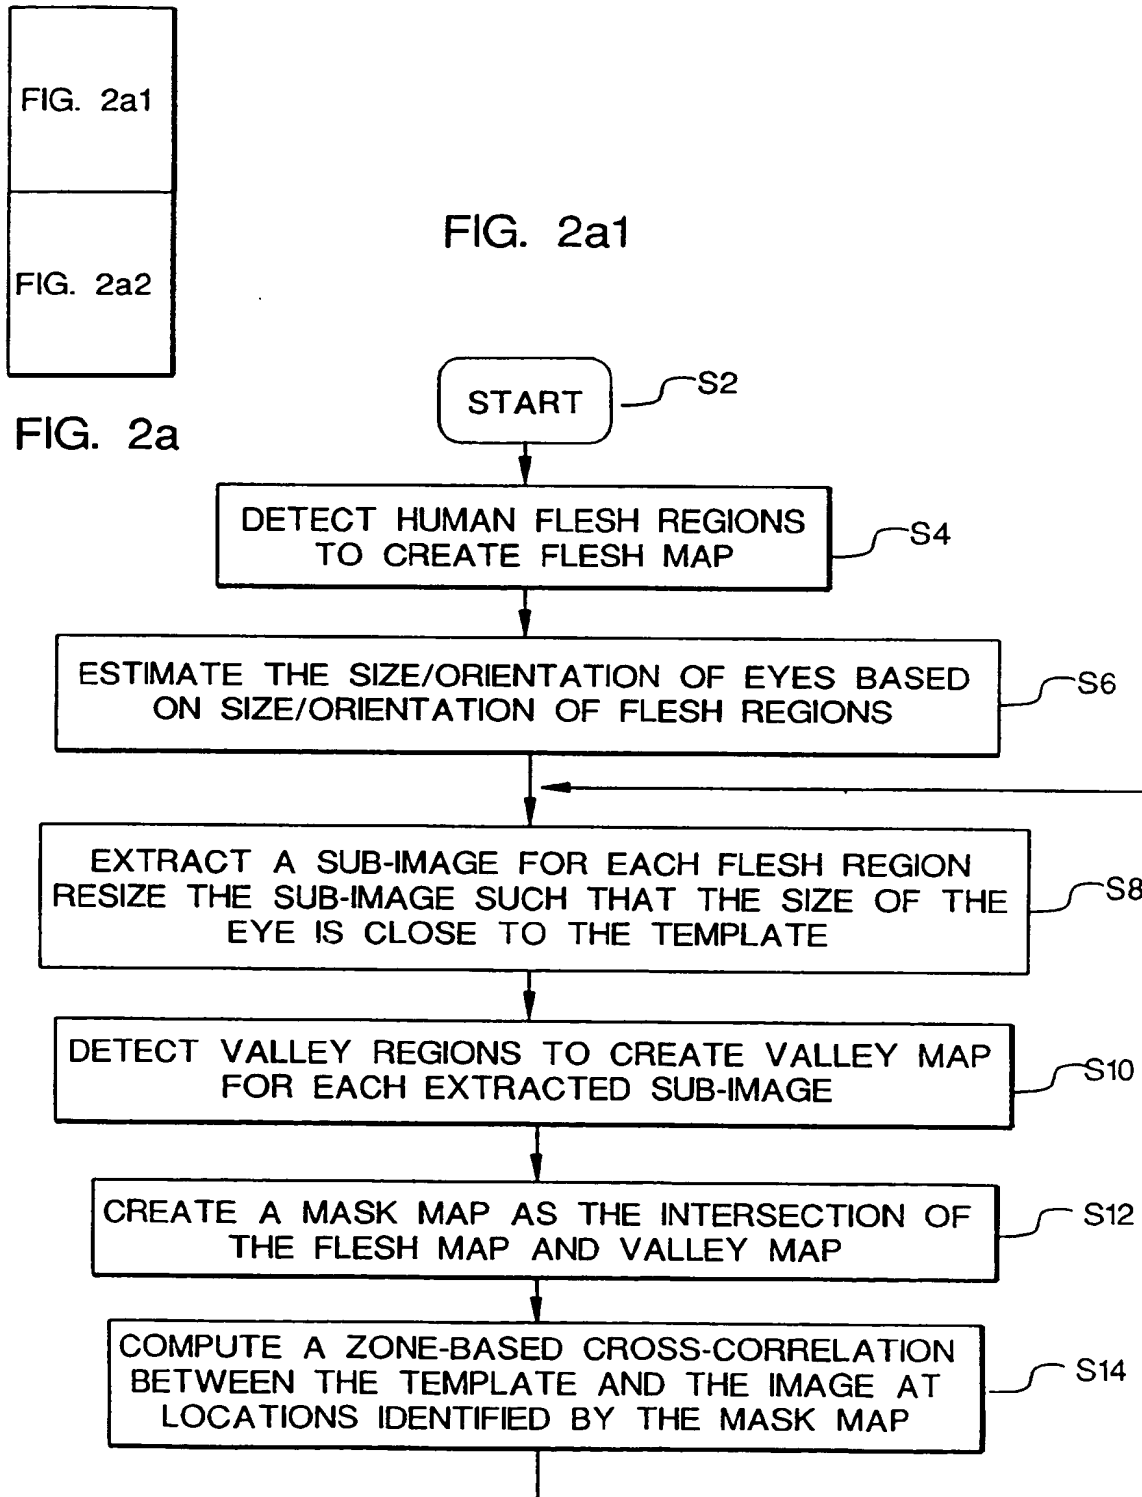 FIG. 2a1
FIG. 2a2
FIG. 2a
FIG. 2a1
START
S2
DETECT HUMAN FLESH REGIONS
TO CREATE FLESH MAP
S4
ESTIMATE THE SIZE/ORIENTATION OF EYES BASED
ON SIZE/ORIENTATION OF FLESH REGIONS
S6
EXTRACT A SUB-IMAGE FOR EACH FLESH REGION
RESIZE THE SUB-IMAGE SUCH THAT THE SIZE OF THE
EYE IS CLOSE TO THE TEMPLATE
S8
DETECT VALLEY REGIONS TO CREATE VALLEY MAP
FOR EACH EXTRACTED SUB-IMAGE
S10
CREATE A MASK MAP AS THE INTERSECTION OF
THE FLESH MAP AND VALLEY MAP
S12
COMPUTE A ZONE-BASED CROSS-CORRELATION
BETWEEN THE TEMPLATE AND THE IMAGE AT
LOCATIONS IDENTIFIED BY THE MASK MAP
S14